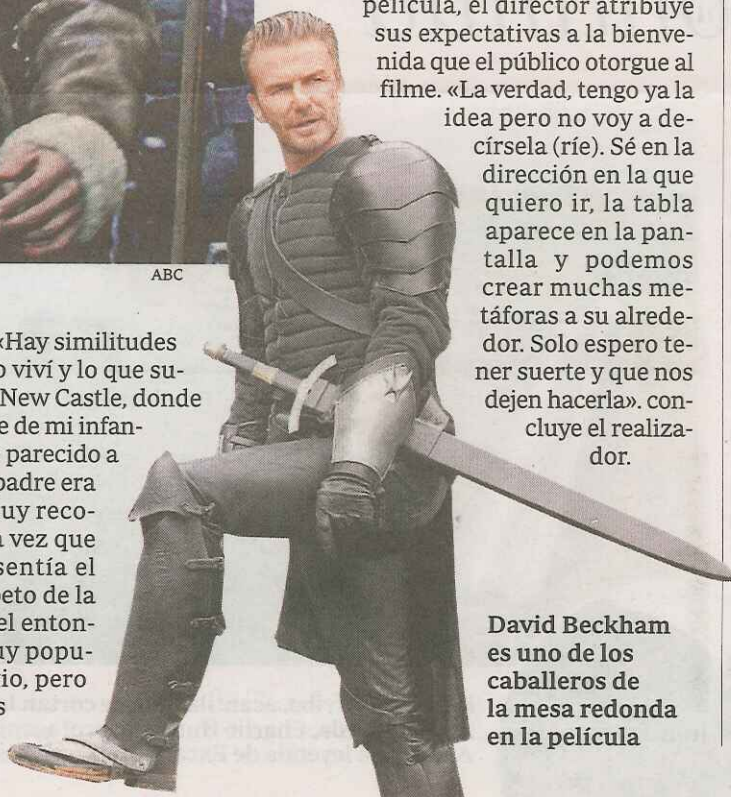 ABC
«Hay similitudes
viví y lo que su-
New Castle, donde
de mi infan-
parecido a
padre era
uy reco-
vez que
sentía el
peto de la
el enton-
uy popu-
io, pero
película, el director atribuye
sus expectativas a la bienve-
nida que el público otorgue al
filme. «La verdad, tengo ya la
idea pero no voy a de-
círsela (ríe). Sé en la
dirección en la que
quiero ir, la tabla
aparece en la pan-
talla y podemos
crear muchas me-
táforas a su alrede-
dor. Solo espero te-
ner suerte y que nos
dejen hacerla». con-
cluye el realiza-
dor.
David Beckham
es uno de los
caballeros de
la mesa redonda
en la película